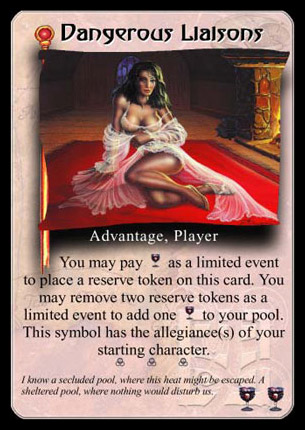 Dangerous Liaisons
Advantage, Player
You may pay as a limited event
to place a reserve token on this card. You
may remove two reserve tokens as a
limited event to add one to your pool.
This symbol has the allegiance(s) of your
starting character.
I know a secluded pool, where this heat might be escaped. A
sheltered pool, where nothing would disturb us.